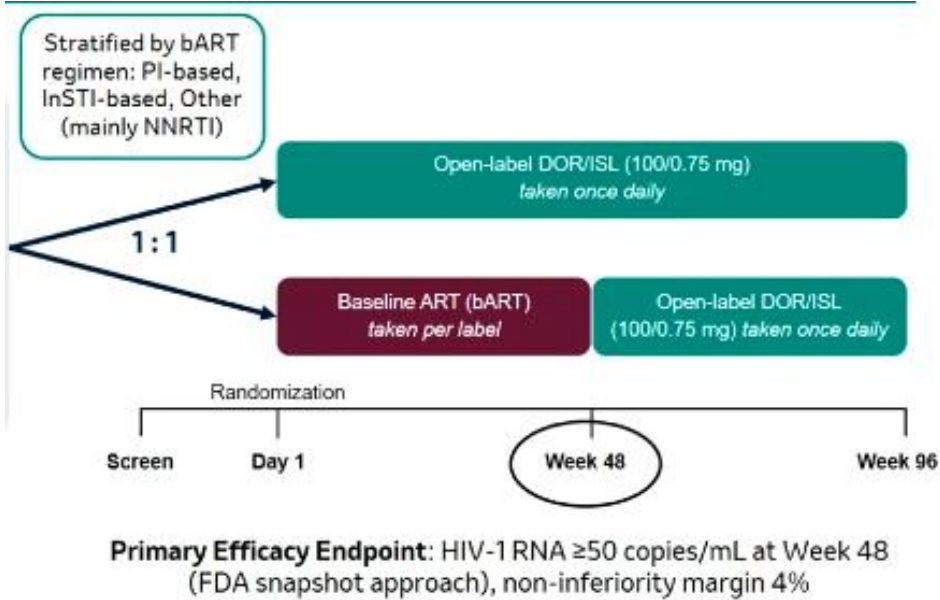 Stratified by bART
regimen: PI-based,
InSTI-based, Other
(mainly NNRTI)
Open-label DOR/ISL (100/0.75 mg)
taken once daily
1:1
Baseline ART (bART)
taken per label
Open-label DOR/ISL
(100/0.75 mg) taken once daily
Randomization
Screen
Day 1
Week 48
Week 96
Primary Efficacy Endpoint: HIV-1 RNA ≥50 copies/mL at Week 48
(FDA snapshot approach), non-inferiority margin 4%